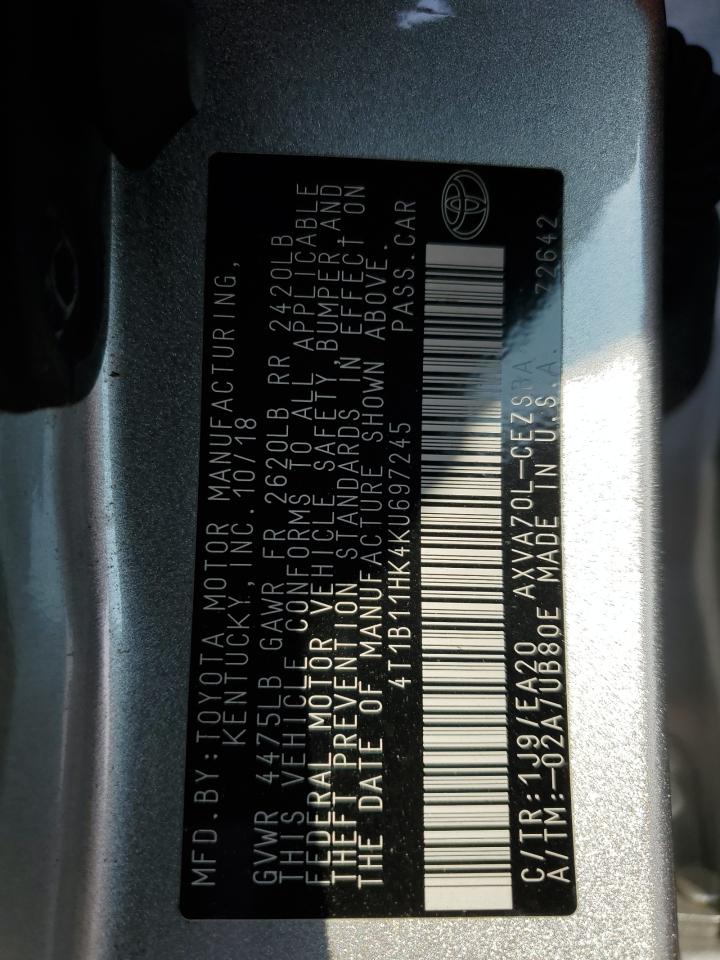 MFD.BY:TOYOTA MOTOR MANUFACTURING,
KENTUCKY,INC.10/18
GVWR 4475LB GAWR FR 2620LB RR 2420LB
THIS VEHICLE CONFORMS TO ALL APPLICABLE
FEDERAL MOTOR VEHICLE SAFETY,BUMPER,AND
THEFT PREVENTION STANDARDS IN EFFECT ON
THE DATE OF MANUFACTURE SHOWN ABOVE.
4T1B11HK4KU697245 PASS.CAR
C/TR:1J9/EA20 AXVA70L-CEZSBA
A/TM:-02A/UB80E MADE IN U.S.A. 72642